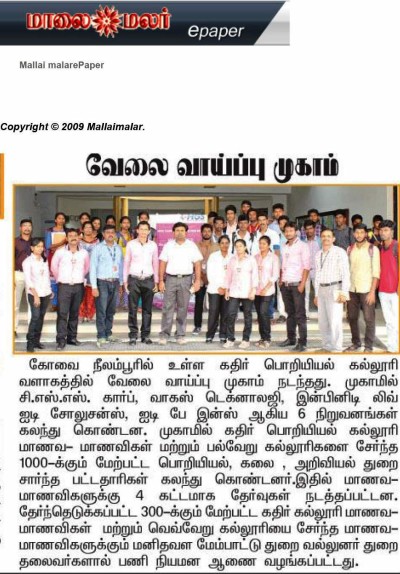 மாலை மலர் epaper
Mallai malarePaper
Copyright © 2009 Mallaimalar.
வேலை வாய்ப்பு முகாம்
கோவை நீலம்பூரில் உள்ள கதிர் பொறியியல் கல்லூரி
வளாகத்தில் வேலை வாய்ப்பு முகாம் நடந்தது. முகாமில்
சி.எஸ்.எஸ். கார்ப், வாகஸ் டெக்னாலஜி, இன்பினிடி லிவ்
ஐடி சோலுசன்ஸ், ஐடி பே இன்ஸ் ஆகிய 6 நிறுவனங்கள்
கலந்து கொண்டன. முகாமில் கதிர் பொறியியல் கல்லூரி
மாணவ- மாணவிகள் மற்றும் பல்வேறு கல்லூரிகளை சேர்ந்த
1000-க்கும் மேற்பட்ட பொறியியல், கலை , அறிவியல் துறை
சார்ந்த பட்டதாரிகள் கலந்து கொண்டனர்.இதில் மாணவ-
மாணவிகளுக்கு 4 கட்டமாக தேர்வுகள் நடத்தப்பட்டன.
தேர்ந்தெடுக்கப்பட்ட 300-க்கும் மேற்பட்ட கதிர் கல்லூரி மாணவ-
மாணவிகள் மற்றும் வெவ்வேறு கல்லூரியை சேர்ந்த மாணவ-
மாணவிகளுக்கும் மனிதவள மேம்பாட்டு துறை வல்லுனர் துறை
தலைவர்களால் பணி நியமன ஆணை வழங்கப்பட்டது.